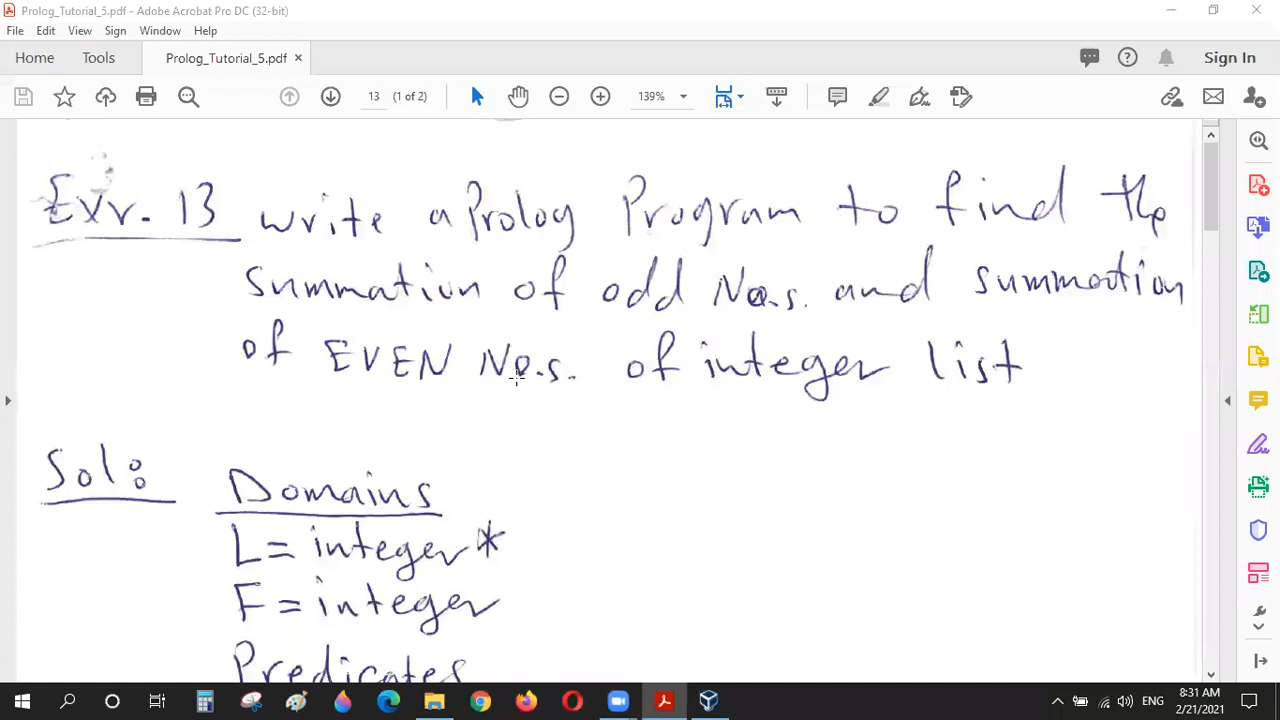 Prolog_Tutorial_5.pdf - Adobe Acrobat Pro DC (32-bit)
File Edit View Sign Window Help
Home Tools Prolog_Tutorial_5.pdf × Sign In
13 (1 of 2) 139%
Exr. 13 write a Prolog Program to find the
summation of odd No.s. and summation
of EVEN No.s. of integer list
Sol:
Domains
L = integer *
F = integer
Predicates
ENG 8:31 AM
2/21/2021